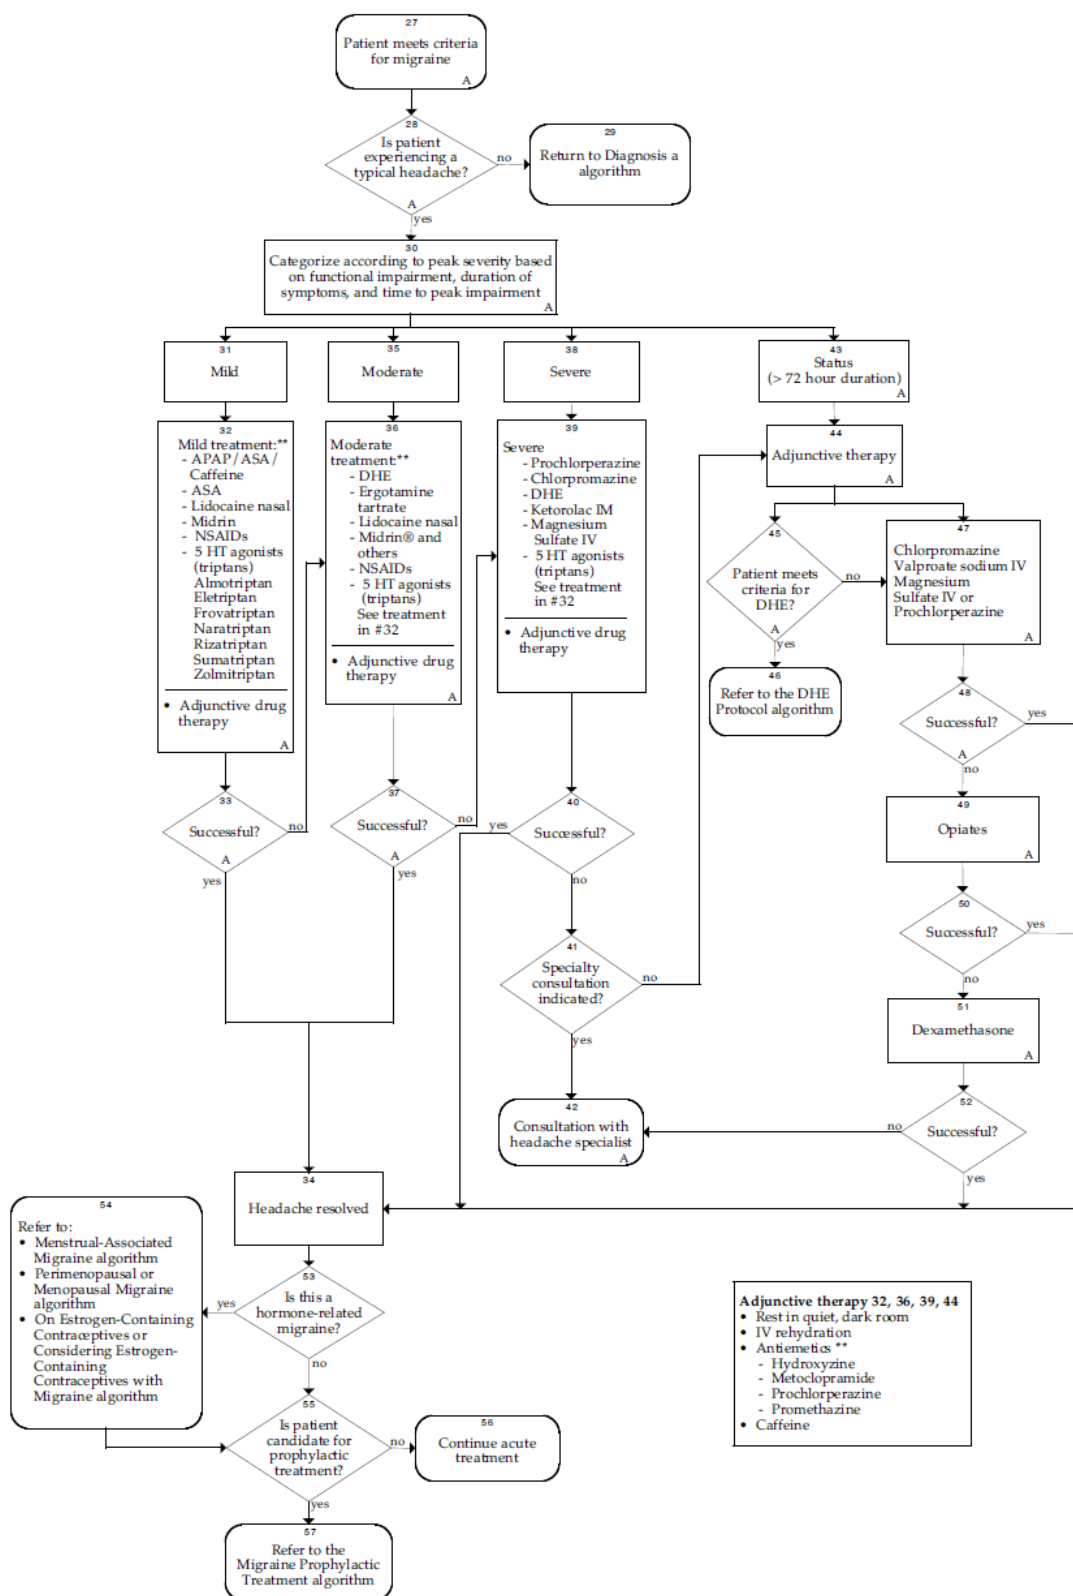 27
Patient meets criteria
for migraine
A
28
Is patient
experiencing a
typical headache?
A
no
yes
29
Return to Diagnosis a
algorithm
30
Categorize according to peak severity based
on functional impairment, duration of
symptoms, and time to peak impairment
A
31
Mild
35
Moderate
38
Severe
43
Status
(> 72 hour duration)
A
32
Mild treatment:**
- APAP / ASA /
Caffeine
- ASA
- Lidocaine nasal
- Midrin
- NSAIDs
- 5 HT agonists
(triptans)
Almotriptan
Eletriptan
Frovatriptan
Naratriptan
Rizatriptan
Sumatriptan
Zolmitriptan
• Adjunctive drug
therapy
A
36
Moderate
treatment:**
- DHE
- Ergotamine
tartrate
- Lidocaine nasal
- Midrin® and
others
- NSAIDs
- 5 HT agonists
(triptans)
See treatment
in #32
• Adjunctive drug
therapy
A
39
Severe
- Prochlorperazine
- Chlorpromazine
- DHE
- Ketorolac IM
- Magnesium
Sulfate IV
- 5 HT agonists
(triptans)
See treatment
in #32
• Adjunctive drug
therapy
44
Adjunctive therapy
A
45
Patient meets
criteria for
DHE?
A
no
yes
46
Refer to the DHE
Protocol algorithm
47
Chlorpromazine
Valproate sodium IV
Magnesium
Sulfate IV or
Prochlorperazine
A
48
Successful?
A
yes
no
33
Successful?
A
no
yes
37
Successful?
A
no
yes
40
Successful?
yes
no
49
Opiates
A
50
Successful?
yes
no
41
Specialty
consultation
indicated?
no
yes
51
Dexamethasone
A
42
Consultation with
headache specialist
A
52
Successful?
no
yes
34
Headache resolved
54
Refer to:
• Menstrual-Associated
Migraine algorithm
• Perimenopausal or
Menopausal Migraine
algorithm
• On Estrogen-Containing
Contraceptives or
Considering Estrogen-
Containing
Contraceptives with
Migraine algorithm
53
Is this a
hormone-related
migraine?
yes
no
55
Is patient
candidate for
prophylactic
treatment?
no
yes
56
Continue acute
treatment
57
Refer to the
Migraine Prophylactic
Treatment algorithm
Adjunctive therapy 32, 36, 39, 44
• Rest in quiet, dark room
• IV rehydration
• Antiemetics **
- Hydroxyzine
- Metoclopramide
- Prochlorperazine
- Promethazine
• Caffeine